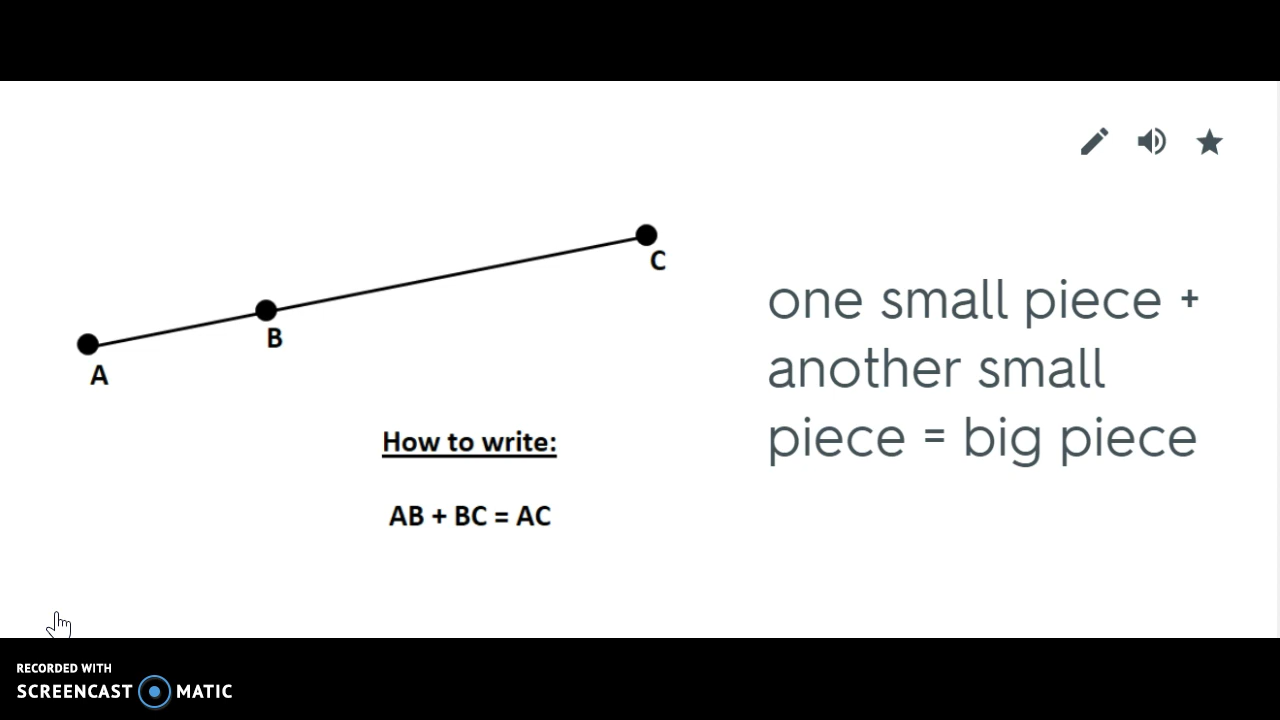 A
B
C
How to write:
AB + BC = AC
one small piece +
another small
piece = big piece
RECORDED WITH
SCREENCAST MATIC